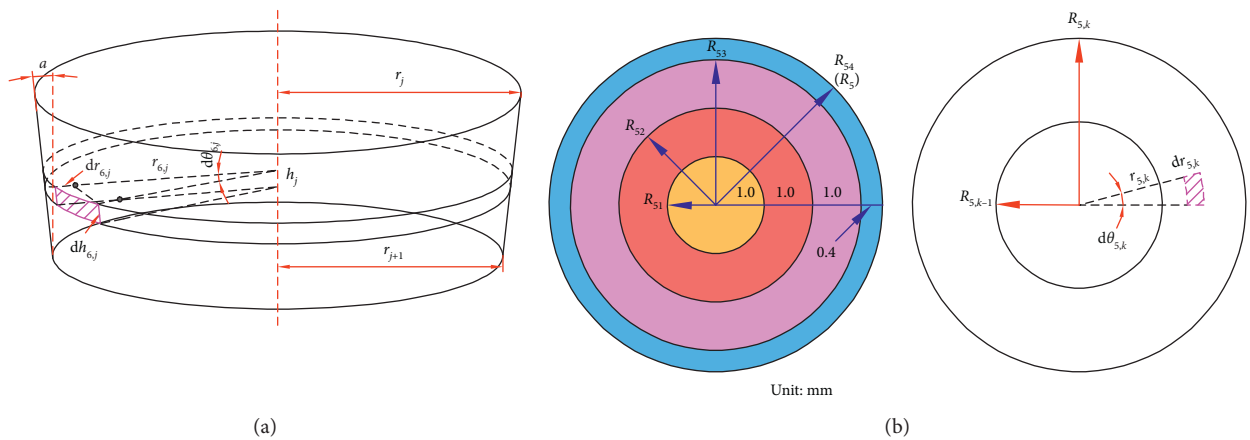 a
r_j
dr_{6,j}
r_{6,j}
dθ_{6,j}
h_j
dh_{6,j}
r_{j+1}
(a)
R_{53}
R_{54}
(R_5)
R_{52}
R_{51}
1.0 1.0 1.0
0.4
Unit: mm
R_{5,k}
dr_{5,k}
r_{5,k}
R_{5,k–1}
dθ_{5,k}
(b)